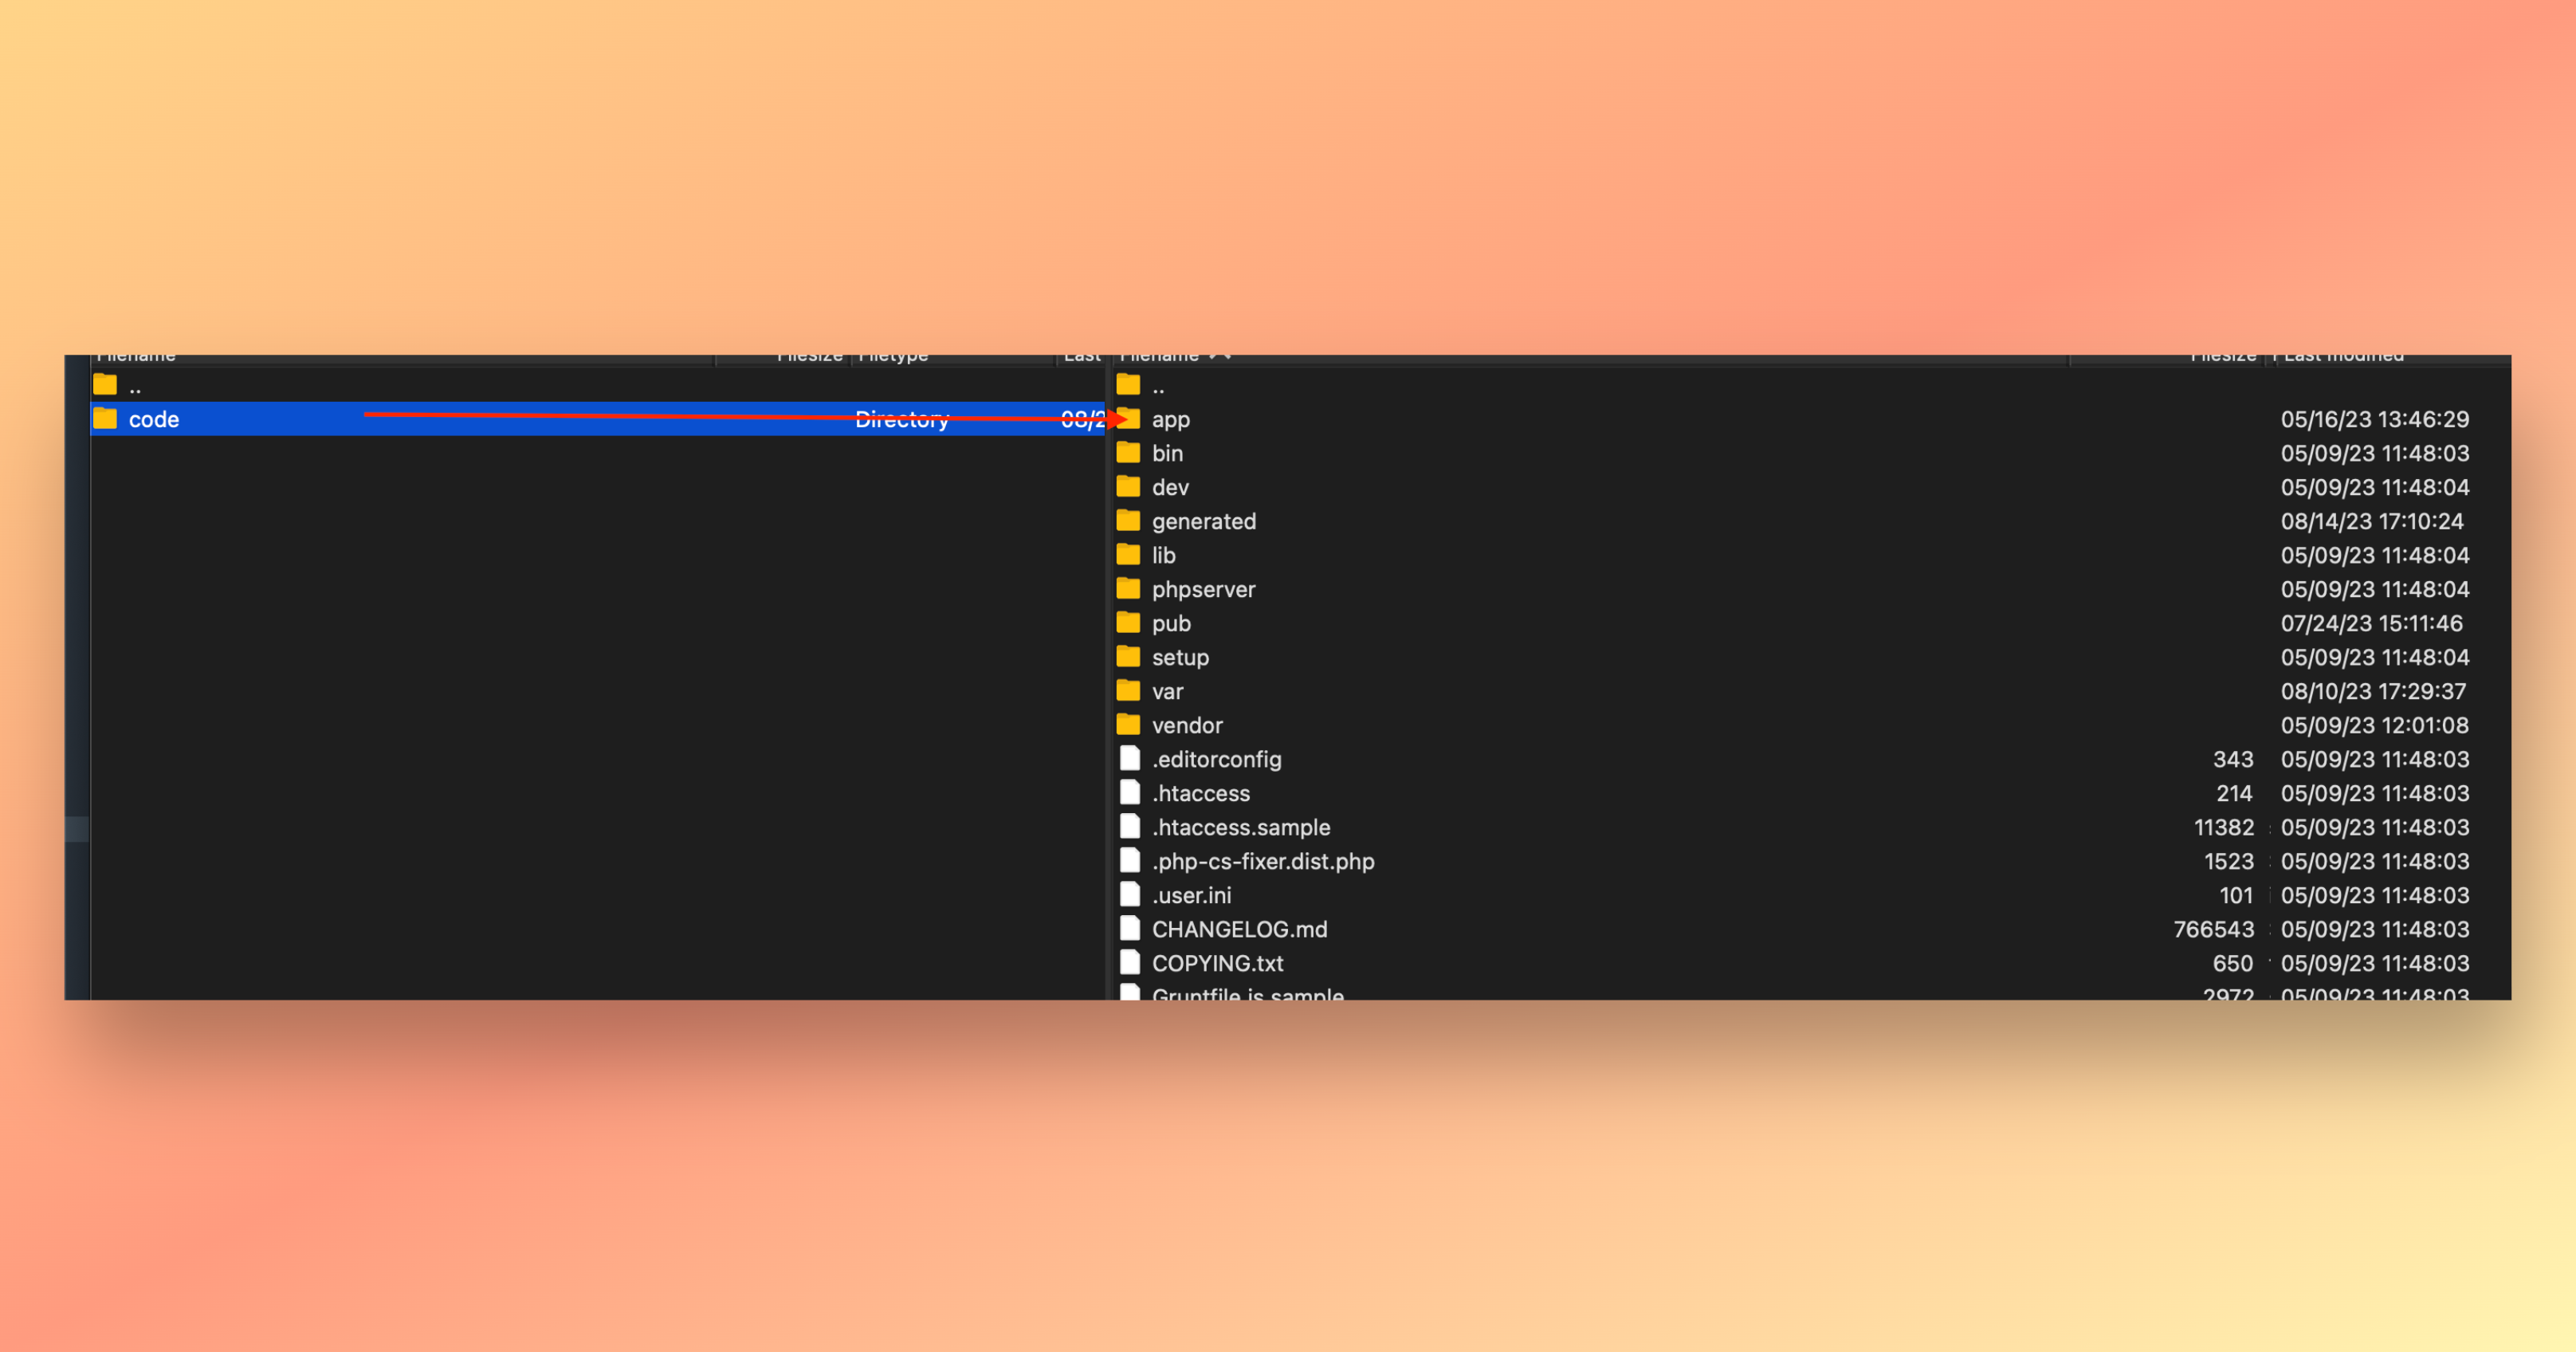 Filename Filesize Filetype Last
..
code Directory 08/2
Filename Filesize Last modified
..
app 05/16/23 13:46:29
bin 05/09/23 11:48:03
dev 05/09/23 11:48:04
generated 08/14/23 17:10:24
lib 05/09/23 11:48:04
phpserver 05/09/23 11:48:04
pub 07/24/23 15:11:46
setup 05/09/23 11:48:04
var 08/10/23 17:29:37
vendor 05/09/23 12:01:08
.editorconfig 343 05/09/23 11:48:03
.htaccess 214 05/09/23 11:48:03
.htaccess.sample 11382 05/09/23 11:48:03
.php-cs-fixer.dist.php 1523 05/09/23 11:48:03
.user.ini 101 05/09/23 11:48:03
CHANGELOG.md 766543 05/09/23 11:48:03
COPYING.txt 650 05/09/23 11:48:03
Gruntfile.js.sample 2972 05/09/23 11:48:03